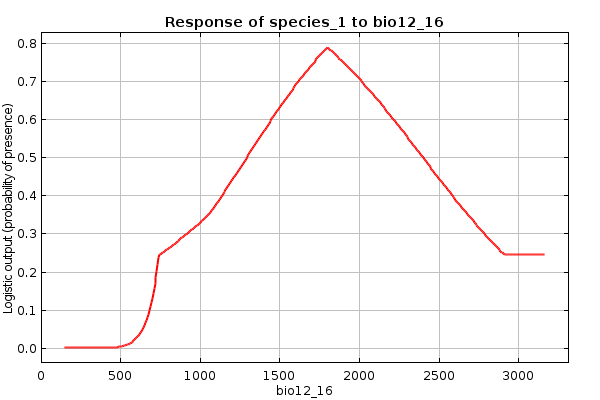 Response of species_1 to bio12_16
Logistic output (probability of presence)
0.8
0.7
0.6
0.5
0.4
0.3
0.2
0.1
0.0
0 500 1000 1500 2000 2500 3000
bio12_16